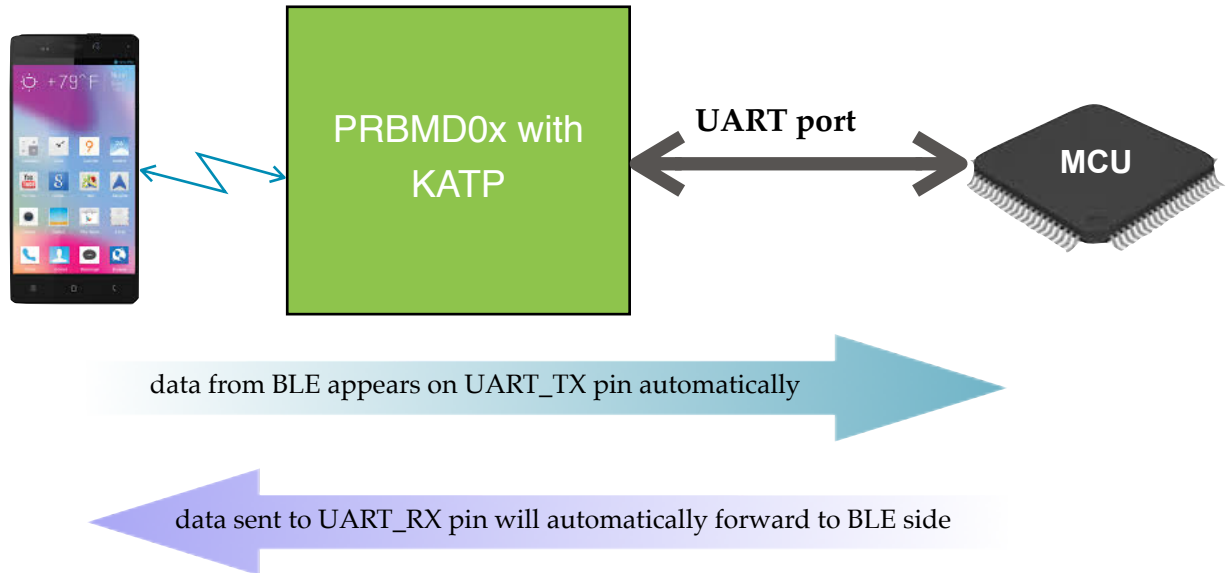 +79°F
PRBMD0x with
KATP
UART port
MCU
data from BLE appears on UART_TX pin automatically
data sent to UART_RX pin will automatically forward to BLE side